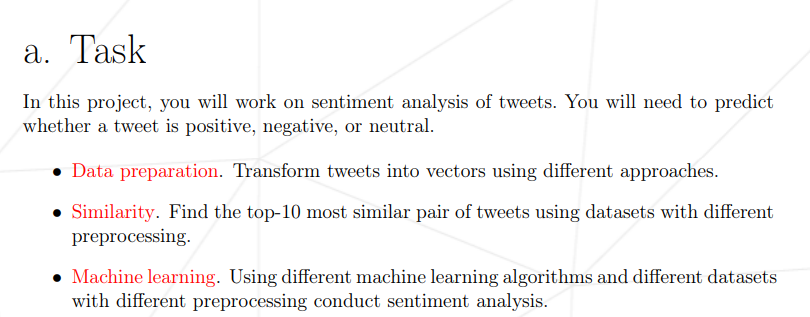 a. Task
In this project, you will work on sentiment analysis of tweets. You will need to predict
whether a tweet is positive, negative, or neutral.
• Data preparation. Transform tweets into vectors using different approaches.
• Similarity. Find the top-10 most similar pair of tweets using datasets with different
preprocessing.
• Machine learning. Using different machine learning algorithms and different datasets
with different preprocessing conduct sentiment analysis.